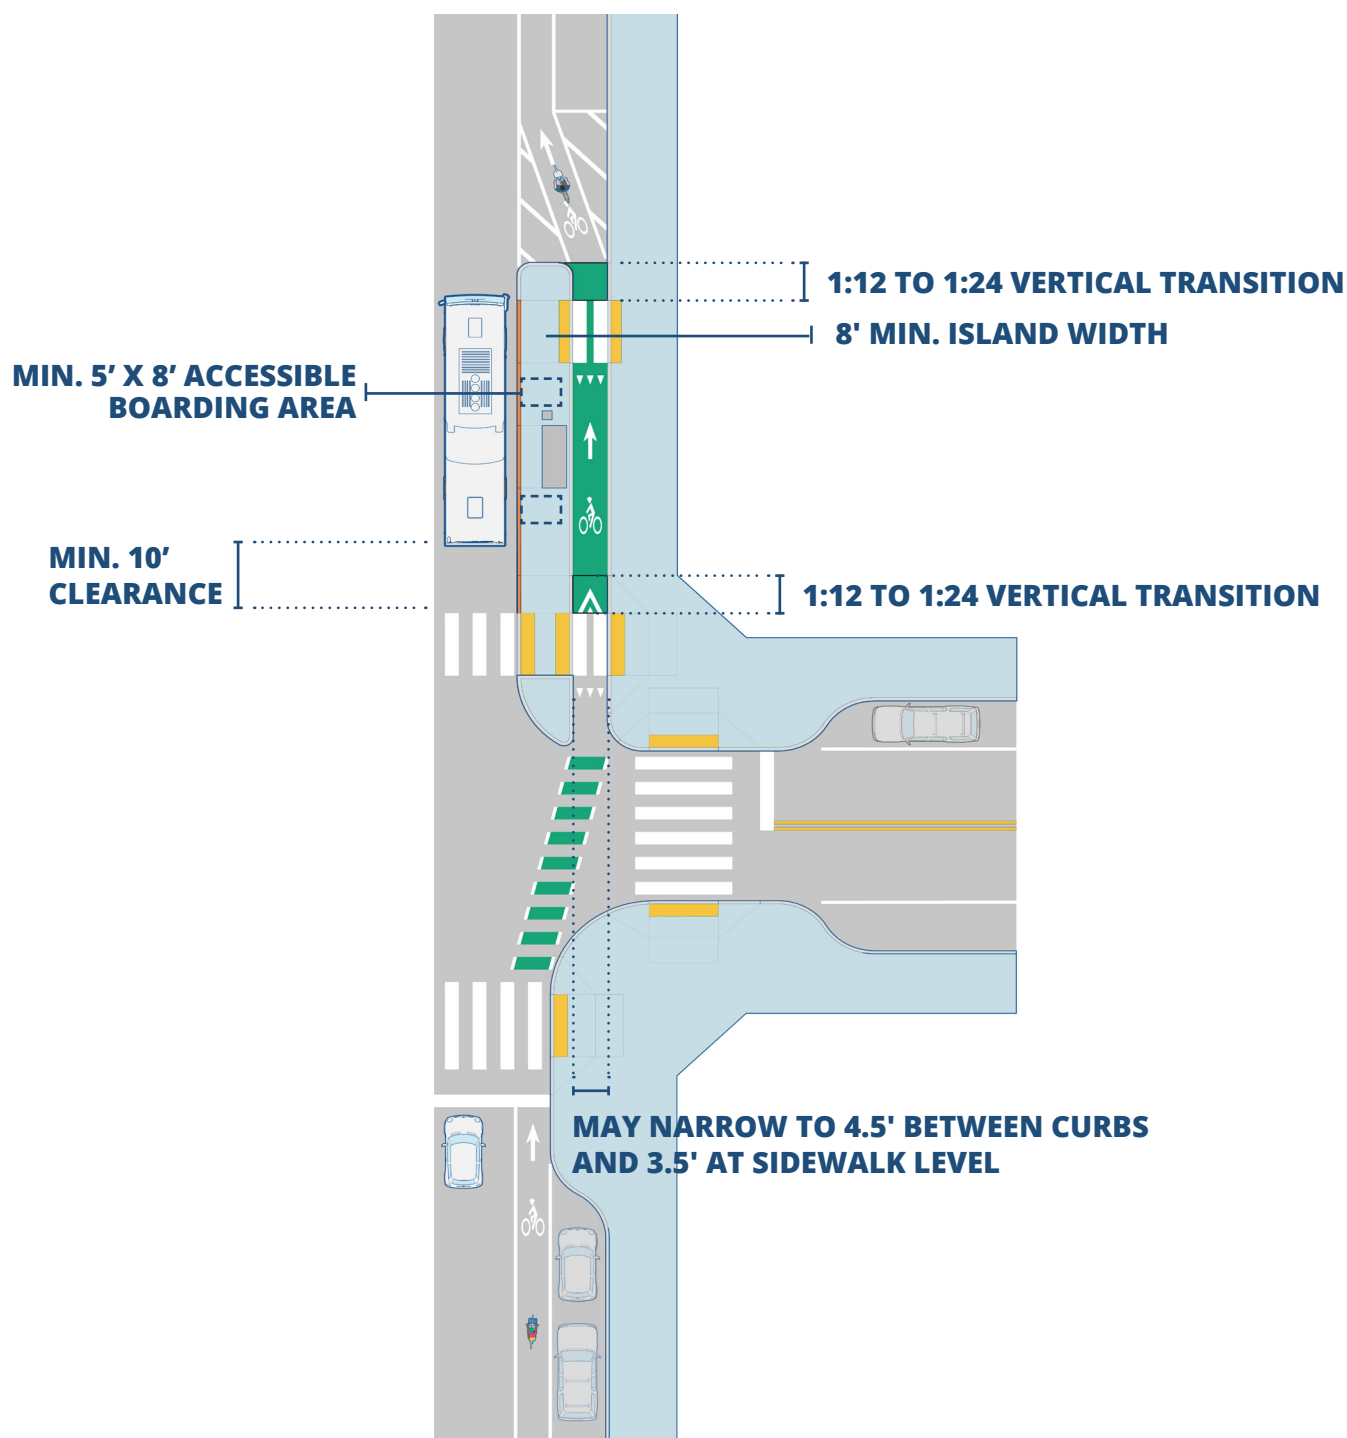 1:12 TO 1:24 VERTICAL TRANSITION
8' MIN. ISLAND WIDTH
MIN. 5’ X 8’ ACCESSIBLE
BOARDING AREA
MIN. 10’
CLEARANCE
1:12 TO 1:24 VERTICAL TRANSITION
MAY NARROW TO 4.5' BETWEEN CURBS
AND 3.5' AT SIDEWALK LEVEL